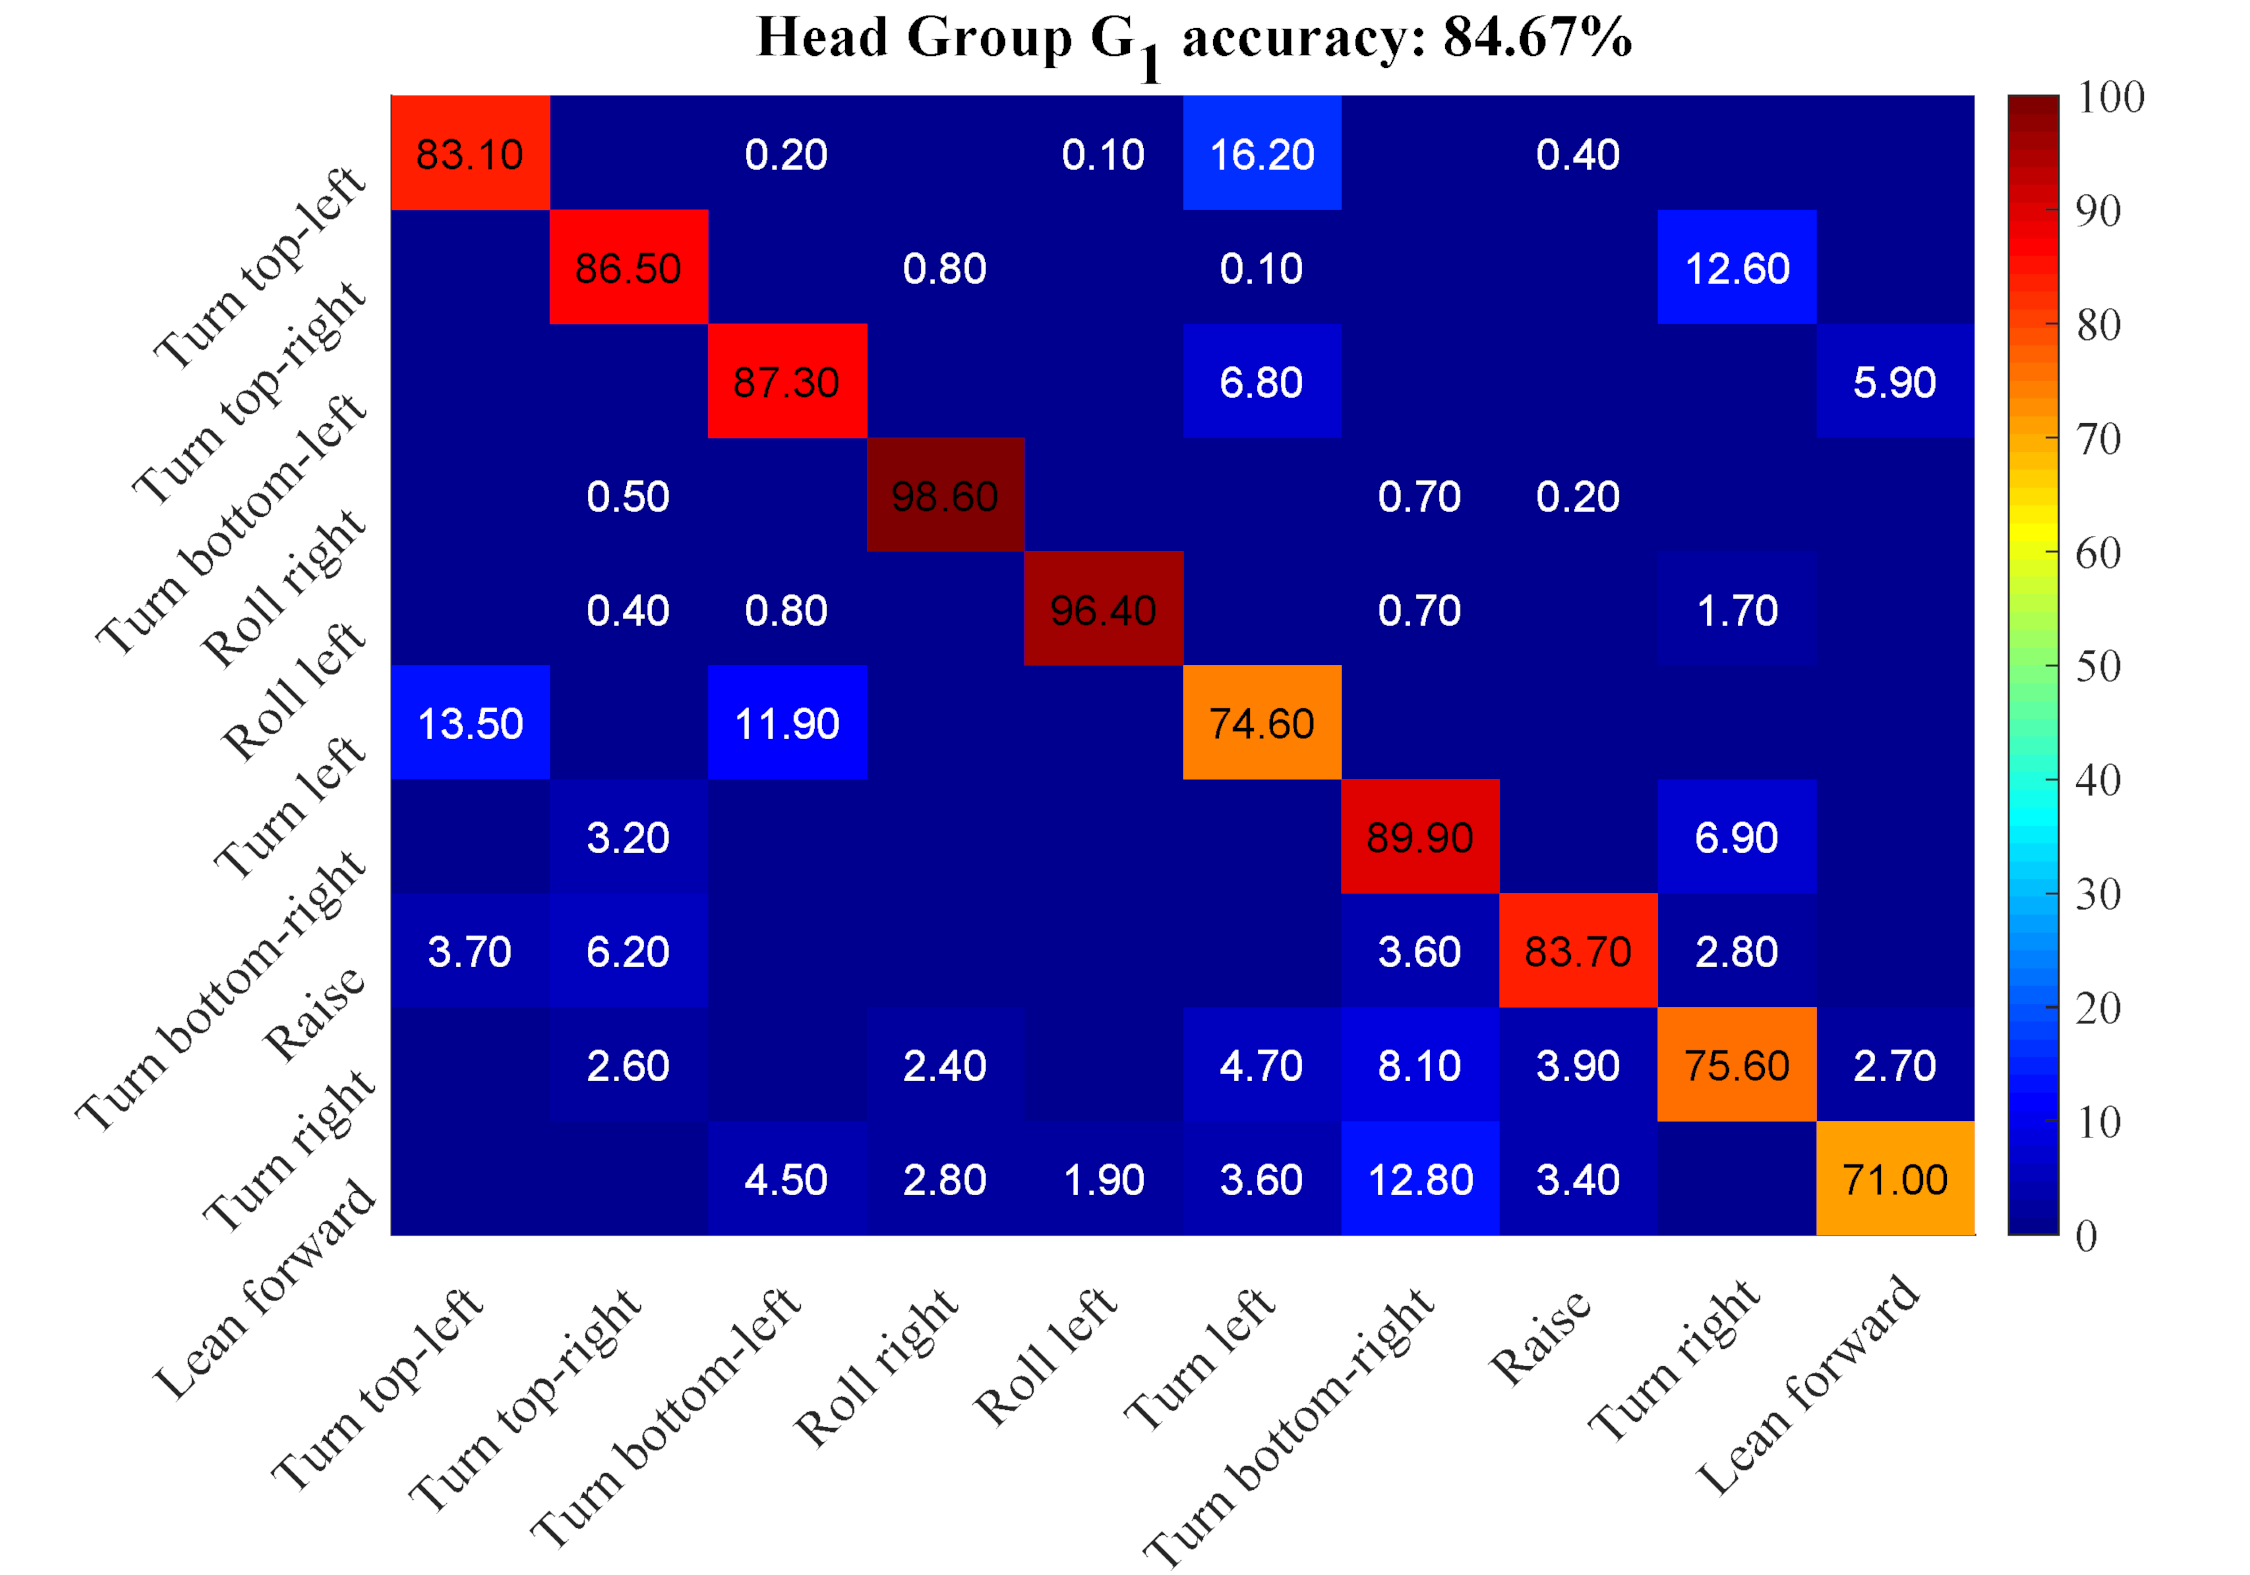 Head Group G1 accuracy: 84.67%
Turn top-left 83.10 0.20 0.10 16.20 0.40
Turn top-right 86.50 0.80 0.10 12.60
Turn bottom-left 87.30 6.80 5.90
Roll right 0.50 98.60 0.70 0.20
Roll left 0.40 0.80 96.40 0.70 1.70
Turn left 13.50 11.90 74.60
Turn bottom-right 3.20 89.90 6.90
Raise 3.70 6.20 3.60 83.70 2.80
Turn right 2.60 2.40 4.70 8.10 3.90 75.60 2.70
Lean forward 4.50 2.80 1.90 3.60 12.80 3.40 71.00
Turn top-left
Turn top-right
Turn bottom-left
Roll right
Roll left
Turn left
Turn bottom-right
Raise
Turn right
Lean forward
100
90
80
70
60
50
40
30
20
10
0